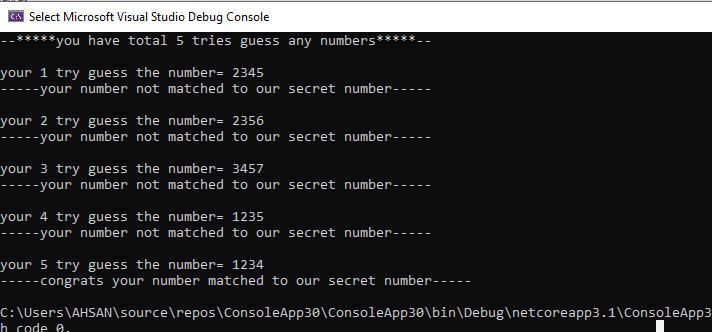 Select Microsoft Visual Studio Debug Console
--*****you have total 5 tries guess any numbers*****--
your 1 try guess the number= 2345
-----your number not matched to our secret number-----
your 2 try guess the number= 2356
-----your number not matched to our secret number-----
your 3 try guess the number= 3457
-----your number not matched to our secret number-----
your 4 try guess the number= 1235
-----your number not matched to our secret number-----
your 5 try guess the number= 1234
-----congrats your number matched to our secret number-----
C:\Users\AHSAN\source\repos\ConsoleApp30\ConsoleApp30\bin\Debug\netcoreapp3.1\ConsoleApp3
h code 0.